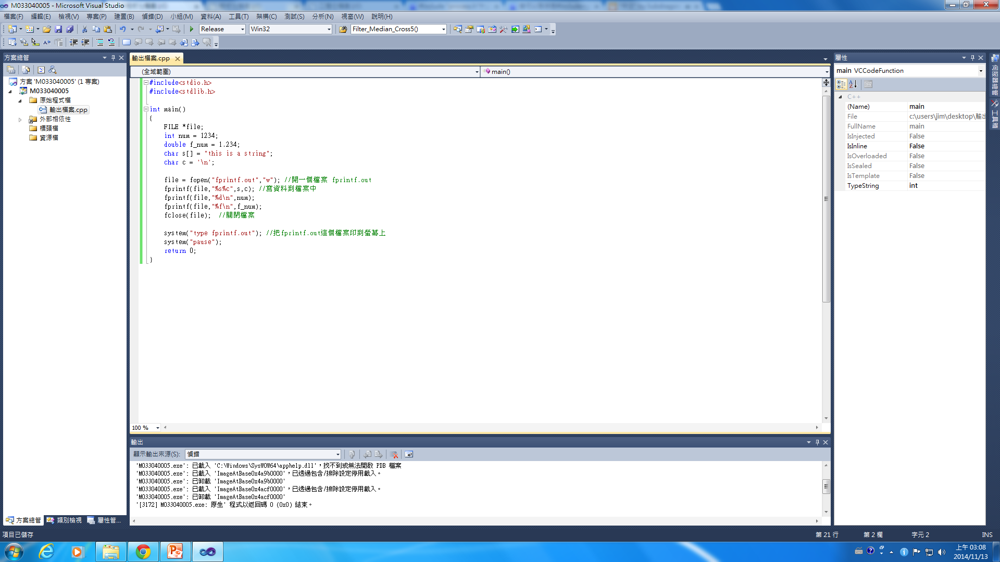 M033040005 - Microsoft Visual Studio
檔案(F) 編輯(E) 檢視(V) 專案(P) 建置(B) 偵錯(D) 小組(M) 資料(A) 工具(T) 架構(C) 測試(S) 分析(N) 視窗(W) 說明(H)
Release Win32 Filter_Median_Cross5()
方案總管
方案 'M033040005' (1 專案)
M033040005
原始程式檔
輸出檔案.cpp
外部相依性
標頭檔
資源檔
方案總管 類別檢視 屬性管...
輸出檔案.cpp
(全域範圍) main()
#include<stdio.h>
#include<stdlib.h>
int main()
{
FILE *file;
int num = 1234;
double f_num = 1.234;
char s[] = "this is a string";
char c = '\n';
file = fopen("fprintf.out","w"); //開一個檔案 fprintf.out
fprintf(file,"%s%c",s,c); //寫資料到檔案中
fprintf(file,"%d\n",num);
fprintf(file,"%f\n",f_num);
fclose(file); //關閉檔案
system("type fprintf.out"); //把fprintf.out這個檔案印到螢幕上
system("pause");
return 0;
}
100 %
輸出
顯示輸出來源(S): 偵錯
'M033040005.exe': 已載入 'C:\Windows\SysWOW64\apphelp.dll'，找不到或無法開啟 PDB 檔案
'M033040005.exe': 已載入 'ImageAtBase0x4a9b0000'，已透過包含/排除設定停用載入。
'M033040005.exe': 已卸載 'ImageAtBase0x4a9b0000'
'M033040005.exe': 已載入 'ImageAtBase0x4acf0000'，已透過包含/排除設定停用載入。
'M033040005.exe': 已卸載 'ImageAtBase0x4acf0000'
'[3172] M033040005.exe: 原生' 程式以返回碼 0 (0x0) 結束。
屬性
main VCCodeFunction
C++
(Name) main
File c:\users\jim\desktop\輸出
FullName main
IsInjected False
IsInline False
IsOverloaded False
IsSealed False
IsTemplate False
TypeString int
伺服器總管
工具箱
項目已儲存 第 21 行 第 2 欄 字元 2 INS
上午 03:08
2014/11/13